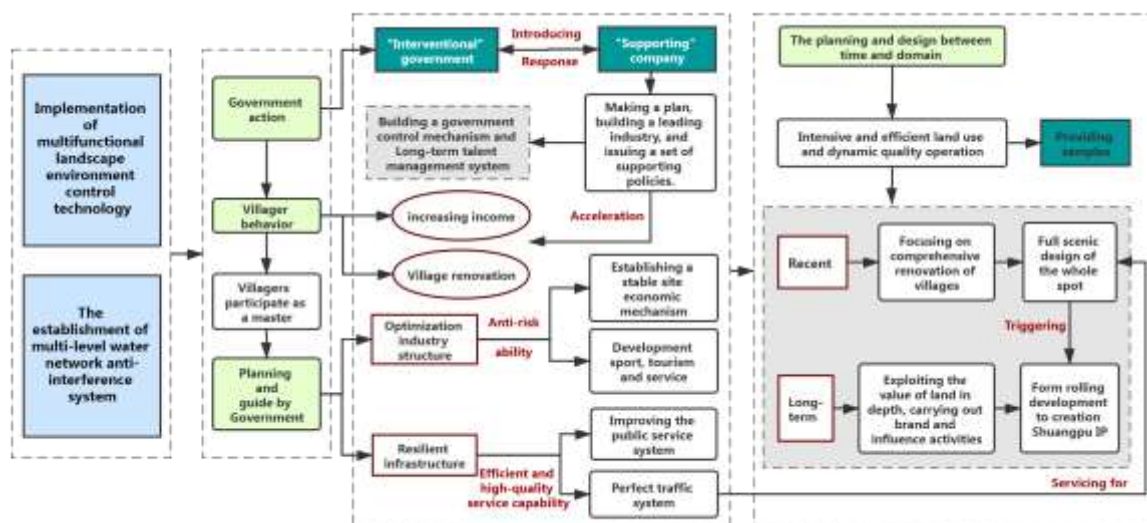 Implementation
of
multifunctional
landscape
environment
control
technology
The
establishment of
multi-level water
network anti-
interference
system
Government
action
Villager
behavior
Villagers
participate as
a master
Planning
and
guide by
Government
"Interventional"
government
Introducing
Response
"Supporting"
company
Building a government
control mechanism and
Long-term talent
management system
Making a plan,
building a leading
industry, and
issuing a set of
supporting
policies.
Acceleration
increasing income
Village renovation
Optimization
industry
structure
Anti-risk
ability
Establishing a
stable site
economic
mechanism
Development
sport, tourism
and service
Resilient
infrastructure
Efficient and
high-quality
service capability
Improving the
public service
system
Perfect traffic
system
The planning and design between
time and domain
Intensive and efficient land use
and dynamic quality operation
Providing
samples
Recent
Focusing on
comprehensive
renovation of
villages
Full scenic
design of
the whole
spot
Triggering
Long-
term
Exploiting the
value of land in
depth, carrying out
brand and
influence activities
Form rolling
development
to creation
Shuangpu IP
Servicing for